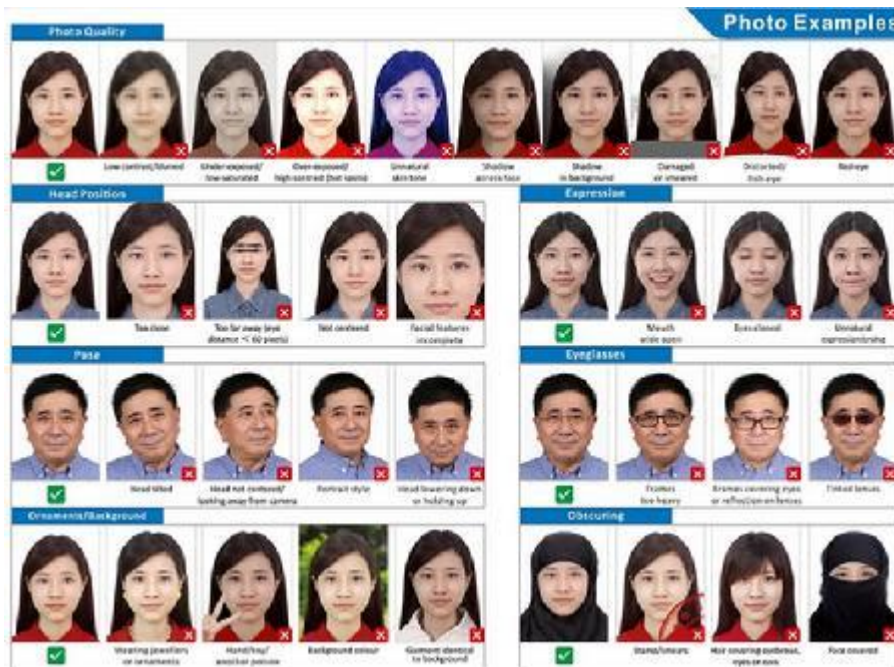 Photo Examples
Photo Quality
Low contrast/blurred
Under-exposed/
low-saturated
Over-exposed/
high contrast (hot spots)
Unnatural
skin tone
Shadow
across face
Shadow
in background
Damaged
or smeared
Distorted/
fish-eye
Red eye
Head Position
Too close
Too far away (eye
distance < 60 pixels)
Not centered
Facial features
incomplete
Expression
Mouth
wide open
Eyes closed
Unnatural
expression
Pose
Head tilted
Head not centered/
looking away from camera
Portrait style
Head lowering down
or holding up
Eyeglasses
Frames
too heavy
Frames covering eyes
or reflection on lenses
Tinted lenses
Ornaments/Background
Wearing jewellery
or ornaments
Hand/toy/
another person
Background colour
Garment identical
to background
Obscuring
Stamp/smears
Hair covering eyebrows,
eyes or ears
Face covered